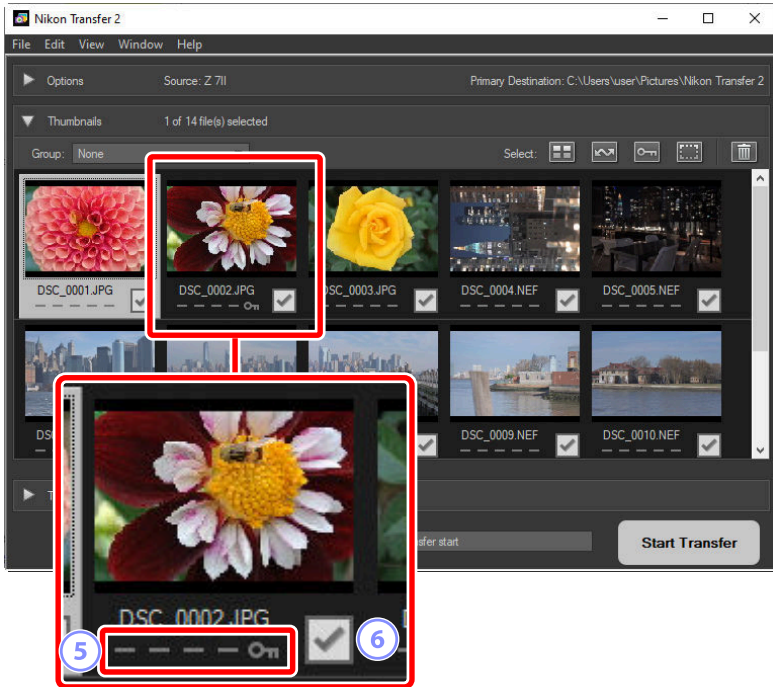 Nikon Transfer 2
File Edit View Window Help
Options Source: Z 7II Primary Destination: C:\Users\user\Pictures\Nikon Transfer 2
Thumbnails 1 of 14 file(s) selected
Group: None Select:
DSC_0001.JPG DSC_0002.JPG DSC_0003.JPG DSC_0004.NEF DSC_0005.NEF
DSC_0009.NEF DSC_0010.NEF
Start Transfer
DSC_0002.JPG
5 6